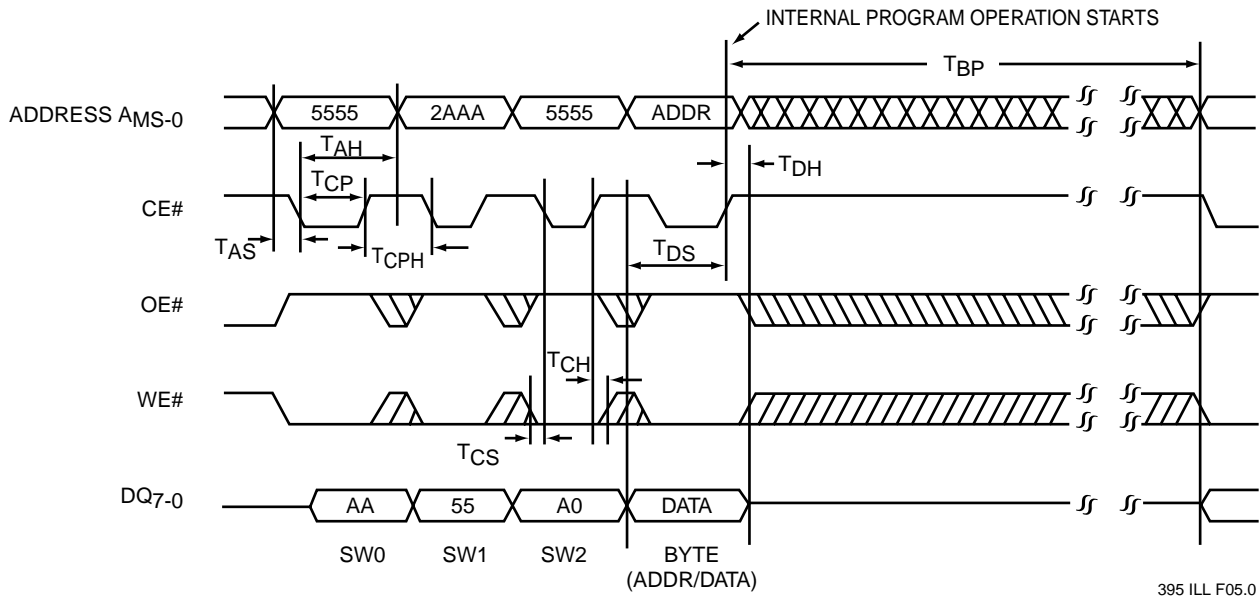 INTERNAL PROGRAM OPERATION STARTS
TBP
ADDRESS AMS-0
5555
2AAA
5555
ADDR
TAH
TDH
TCP
CE#
TAS
TCPH
TDS
OE#
TCH
WE#
TCS
DQ7-0
AA
55
A0
DATA
SW0
SW1
SW2
BYTE
(ADDR/DATA)
395 ILL F05.0